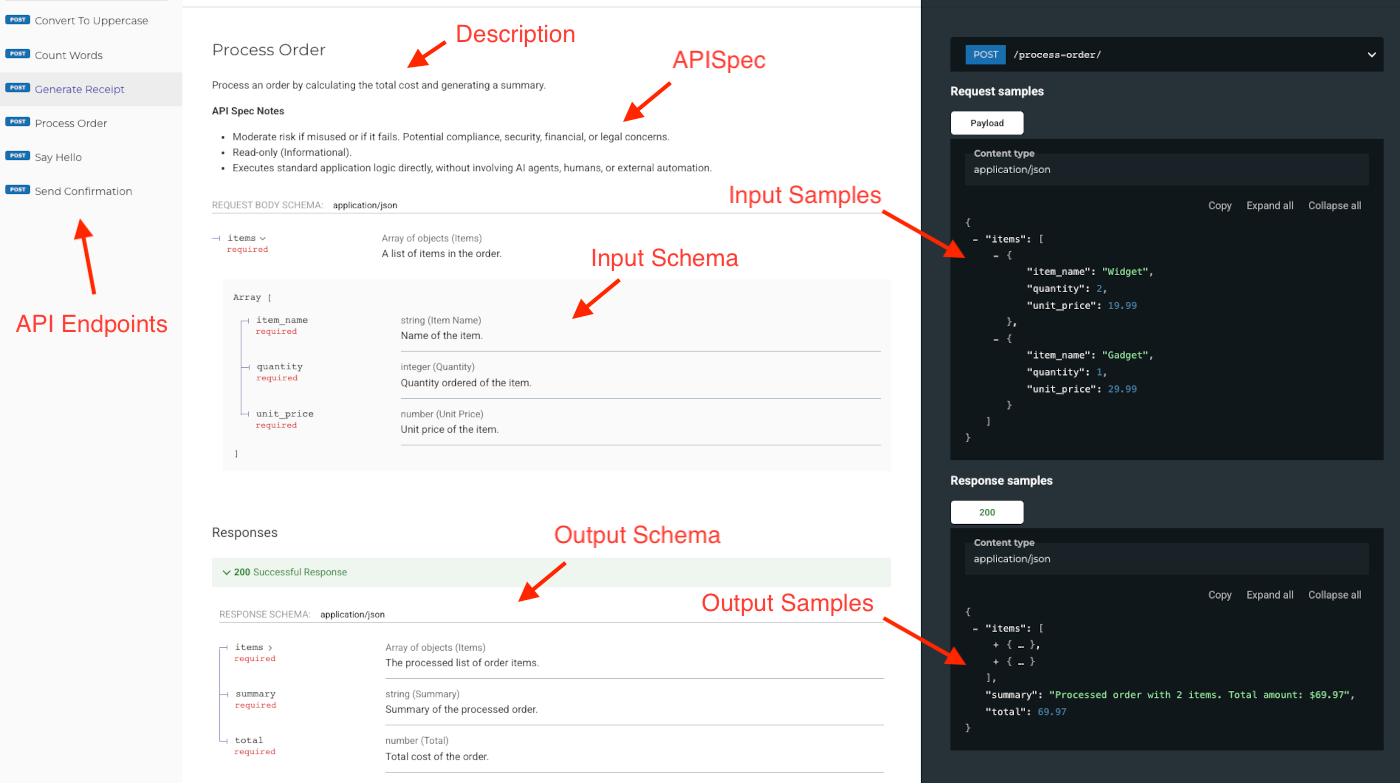 POST Convert To Uppercase
POST Count Words
POST Generate Receipt
POST Process Order
POST Say Hello
POST Send Confirmation
API Endpoints
Process Order
Description
Process an order by calculating the total cost and generating a summary.
APISpec
API Spec Notes
Moderate risk if misused or if it fails. Potential compliance, security, financial, or legal concerns.
Read-only (Informational).
Executes standard application logic directly, without involving AI agents, humans, or external automation.
REQUEST BODY SCHEMA: application/json
items
required
Array of objects (Items)
A list of items in the order.
Input Schema
Array [
item_name
required
string (Item Name)
Name of the item.
quantity
required
integer (Quantity)
Quantity ordered of the item.
unit_price
required
number (Unit Price)
Unit price of the item.
]
Responses
Output Schema
200 Successful Response
RESPONSE SCHEMA: application/json
items
required
Array of objects (Items)
The processed list of order items.
summary
required
string (Summary)
Summary of the processed order.
total
required
number (Total)
Total cost of the order.
POST /process-order/
Request samples
Payload
Content type
application/json
Input Samples
Copy Expand all Collapse all
{
- "items": [
- {
"item_name": "Widget",
"quantity": 2,
"unit_price": 19.99
},
- {
"item_name": "Gadget",
"quantity": 1,
"unit_price": 29.99
}
]
}
Response samples
200
Content type
application/json
Output Samples
Copy Expand all Collapse all
{
- "items": [
+ { … },
+ { … }
],
"summary": "Processed order with 2 items. Total amount: $69.97",
"total": 69.97
}